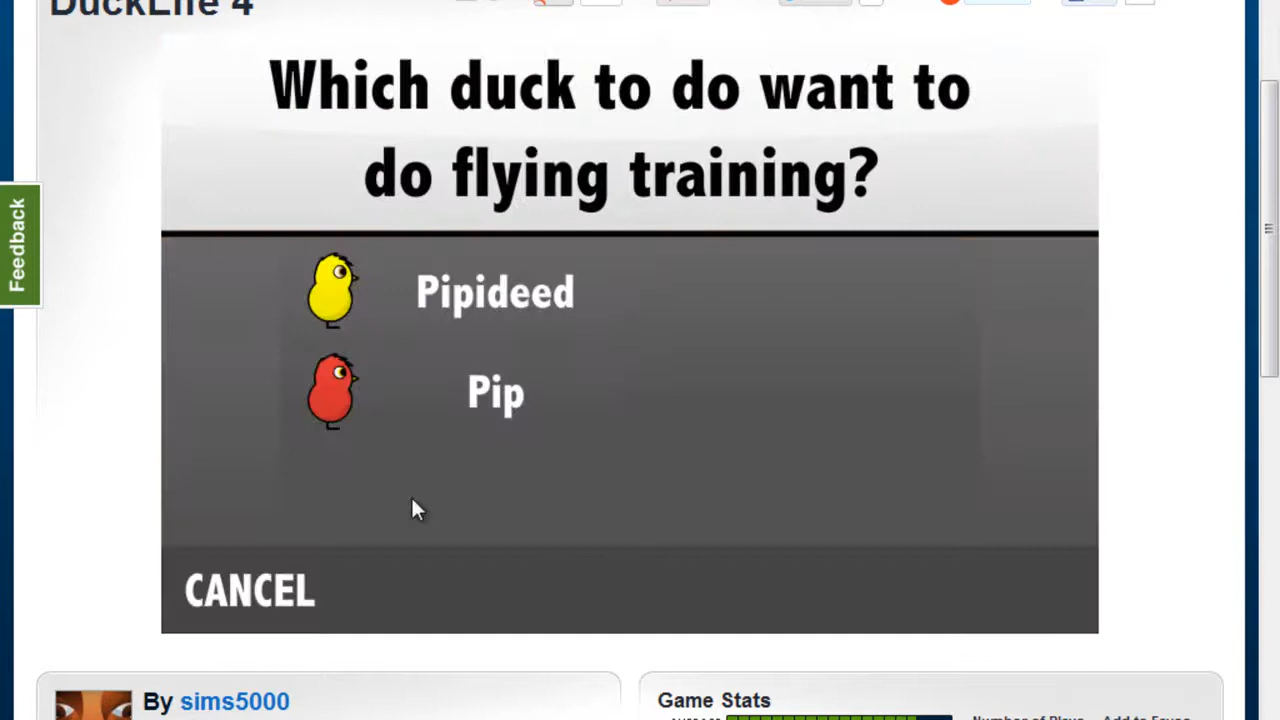 DuckLife 4
Which duck to do want to
do flying training?
Feedback
Pipideed
Pip
CANCEL
By sims5000
Game Stats